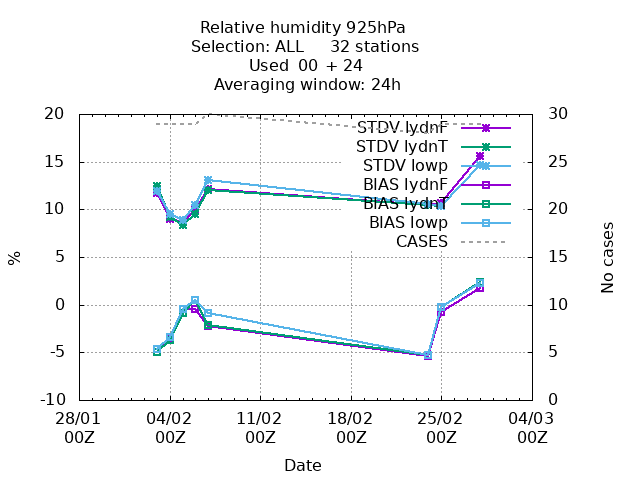 Relative humidity 925hPa
Selection: ALL 32 stations
Used 00 + 24
Averaging window: 24h
20 30
STDV lydnF
STDV lydnT
15 25
STDV lowp
BIAS lydnF
BIAS lydnT
10 20
BIAS lowp
CASES
5 15
%
No cases
0 10
-5 5
-10 0
28/01 04/02 11/02 18/02 25/02 04/03
00Z 00Z 00Z 00Z 00Z 00Z
Date